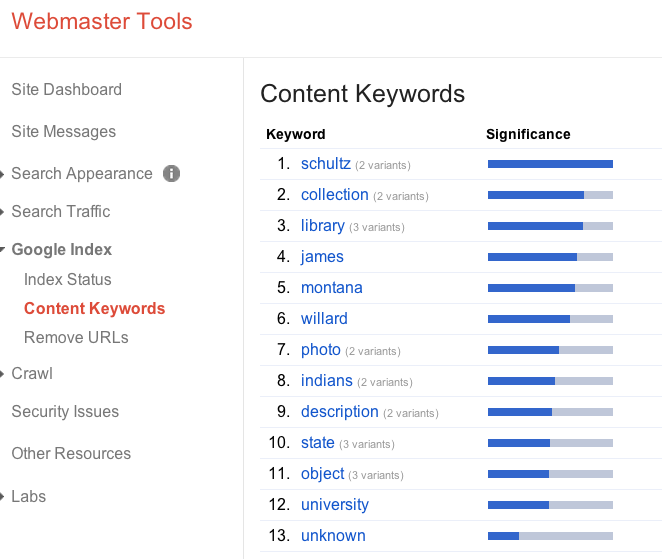 Webmaster Tools
Site Dashboard
Site Messages
Search Appearance
Search Traffic
Google Index
Index Status
Content Keywords
Remove URLs
Crawl
Security Issues
Other Resources
Labs
Content Keywords
Keyword Significance
1. schultz (2 variants)
2. collection (2 variants)
3. library (3 variants)
4. james
5. montana
6. willard
7. photo (2 variants)
8. indians (2 variants)
9. description (2 variants)
10. state (3 variants)
11. object (3 variants)
12. university
13. unknown